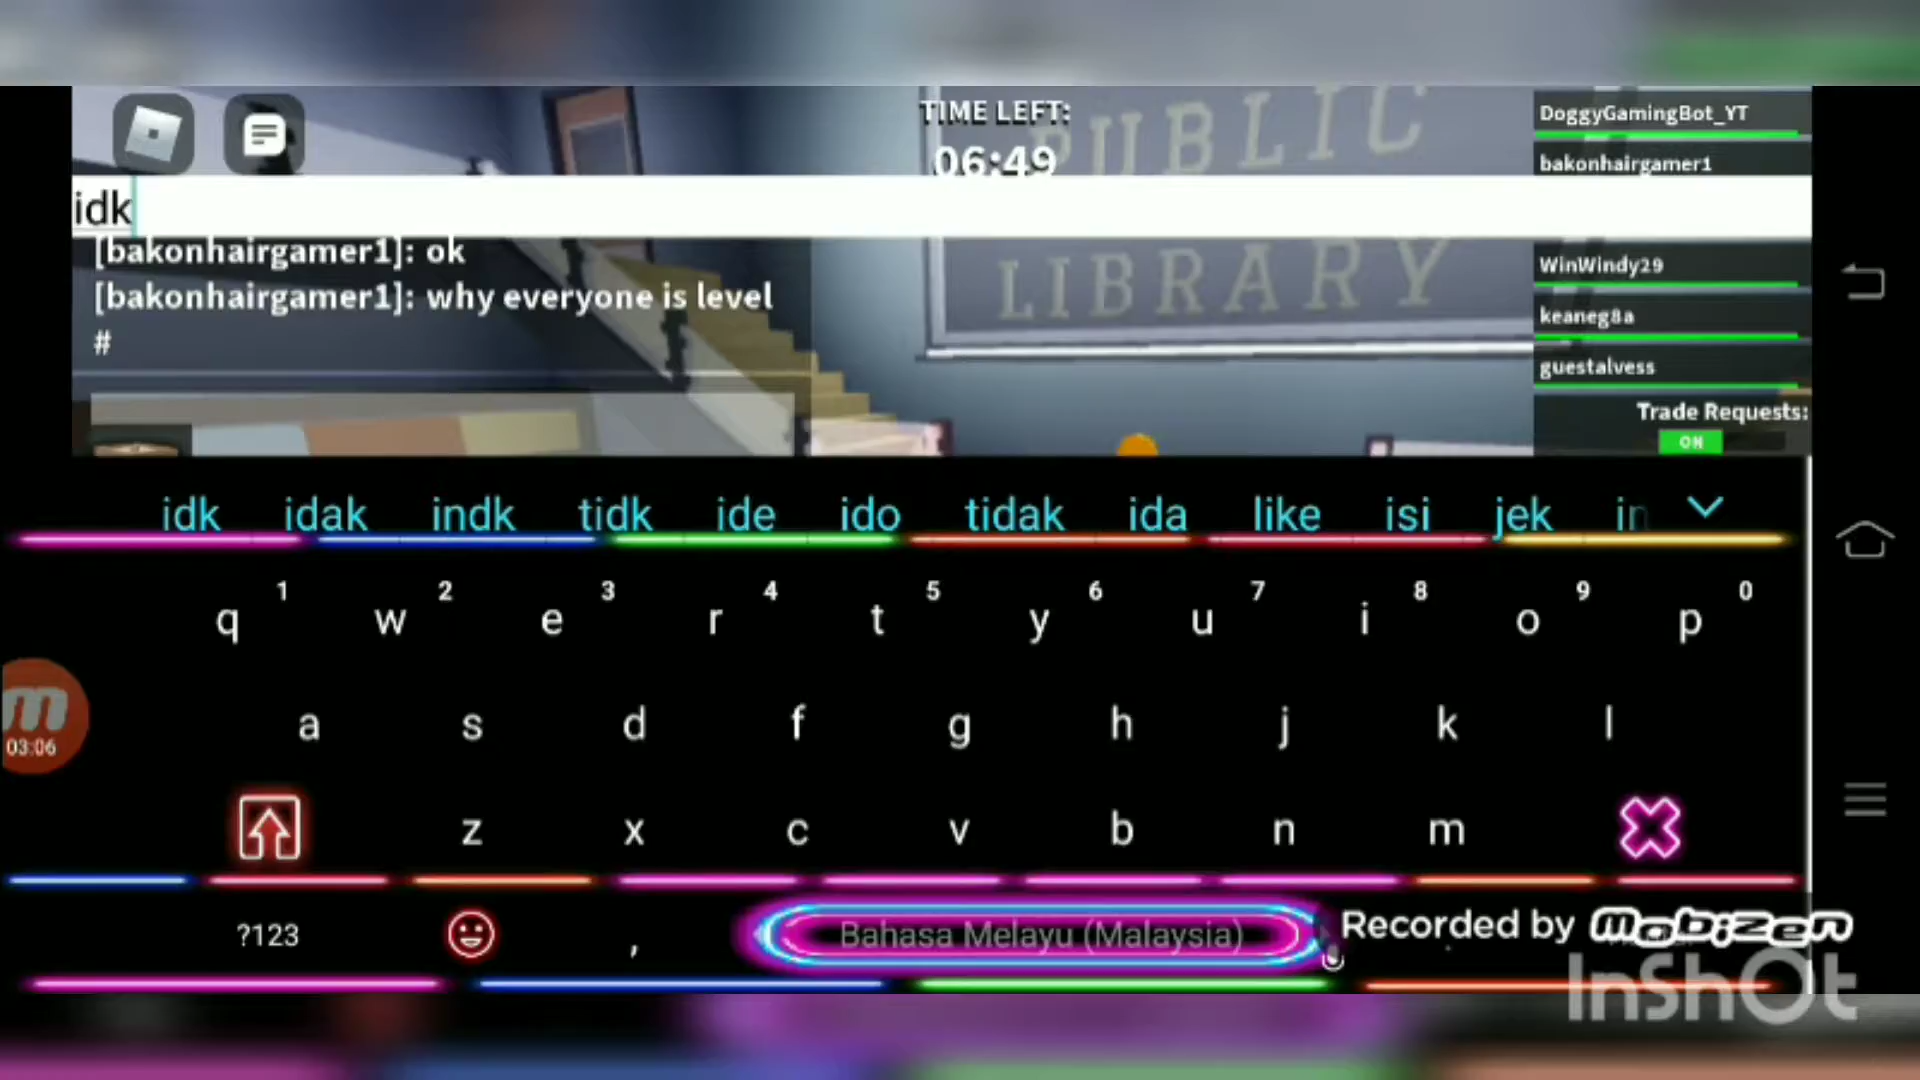 TIME LEFT:
06:49
PUBLIC
LIBRARY
DoggyGamingBot_YT
bakonhairgamer1
idk
[bakonhairgamer1]: ok
[bakonhairgamer1]: why everyone is level
#
WinWindy29
keaneg8a
guestalvess
Trade Requests:
ON
idk idak indk tidk ide ido tidak ida like isi jek
1 2 3 4 5 6 7 8 9 0
q w e r t y u i o p
a s d f g h j k l
m
03:06
z x c v b n m
?123 , Bahasa Melayu (Malaysia) .
Recorded by Mobizen
InShOt